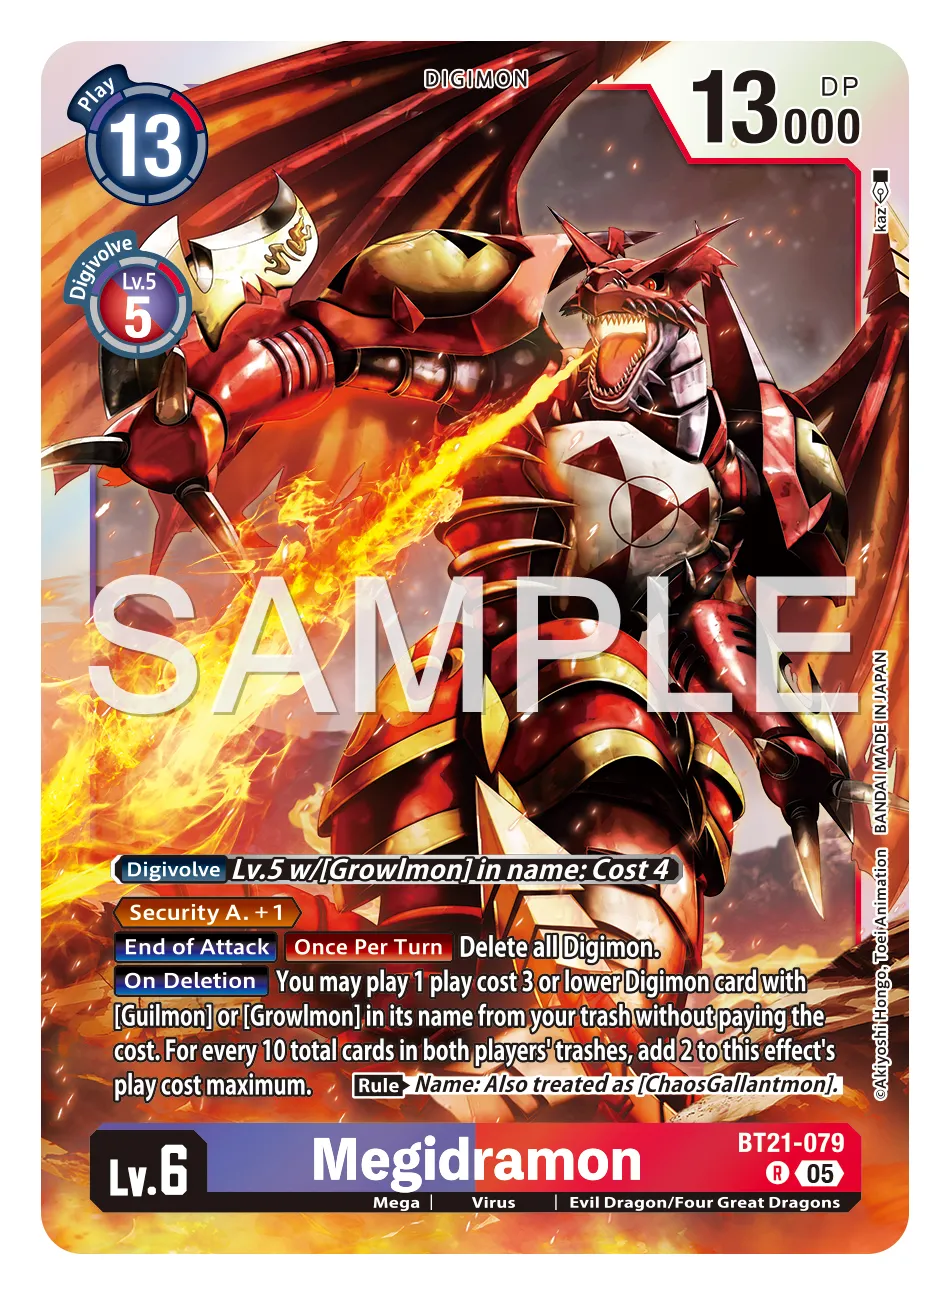 DIGIMON
Play
13
13000 DP
kaz
Digivolve
Lv.5
5
SAMPLE
BANDAI MADE IN JAPAN
©Akiyoshi Hongo, Toei Animation
Digivolve Lv.5 w/[Growlmon] in name: Cost 4
Security A. +1
End of Attack Once Per Turn Delete all Digimon.
On Deletion You may play 1 play cost 3 or lower Digimon card with
[Guilmon] or [Growlmon] in its name from your trash without paying the
cost. For every 10 total cards in both players' trashes, add 2 to this effect's
play cost maximum. Rule Name: Also treated as [ChaosGallantmon].
Lv.6 Megidramon BT21-079
R 05
Mega | Virus | Evil Dragon/Four Great Dragons